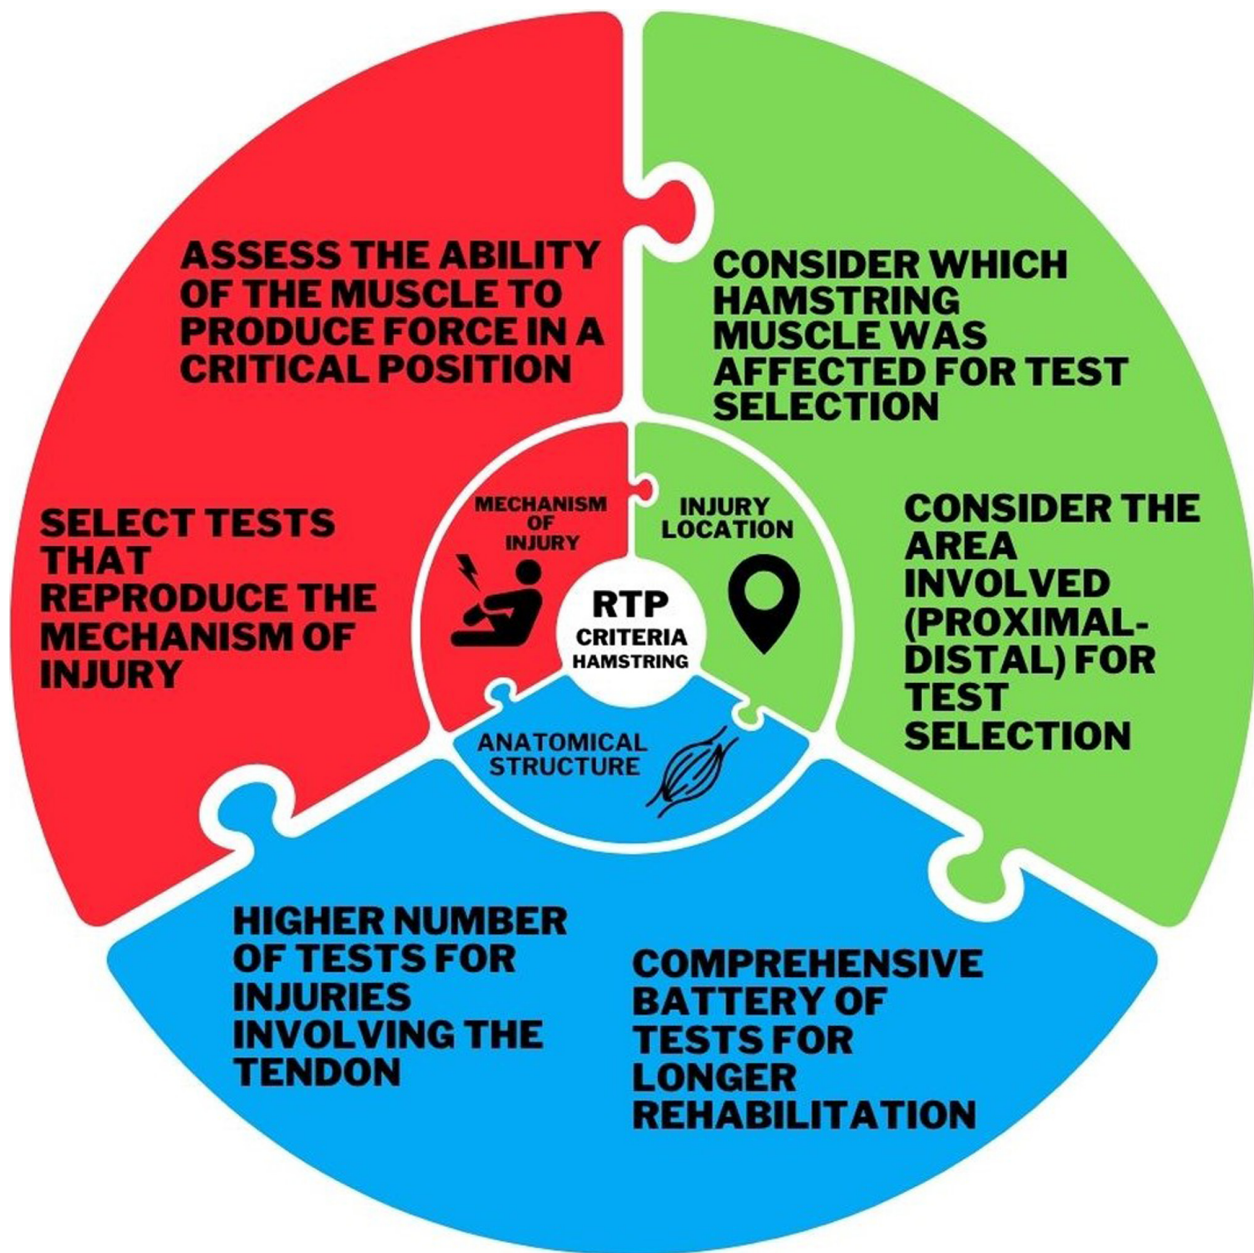 ASSESS THE ABILITY
OF THE MUSCLE TO
PRODUCE FORCE IN A
CRITICAL POSITION
SELECT TESTS
THAT
REPRODUCE THE
MECHANISM OF
INJURY
CONSIDER WHICH
HAMSTRING
MUSCLE WAS
AFFECTED FOR TEST
SELECTION
CONSIDER THE
AREA
INVOLVED
(PROXIMAL-
DISTAL) FOR
TEST
SELECTION
MECHANISM
OF
INJURY
INJURY
LOCATION
RTP
CRITERIA
HAMSTRING
ANATOMICAL
STRUCTURE
HIGHER NUMBER
OF TESTS FOR
INJURIES
INVOLVING THE
TENDON
COMPREHENSIVE
BATTERY OF
TESTS FOR
LONGER
REHABILITATION